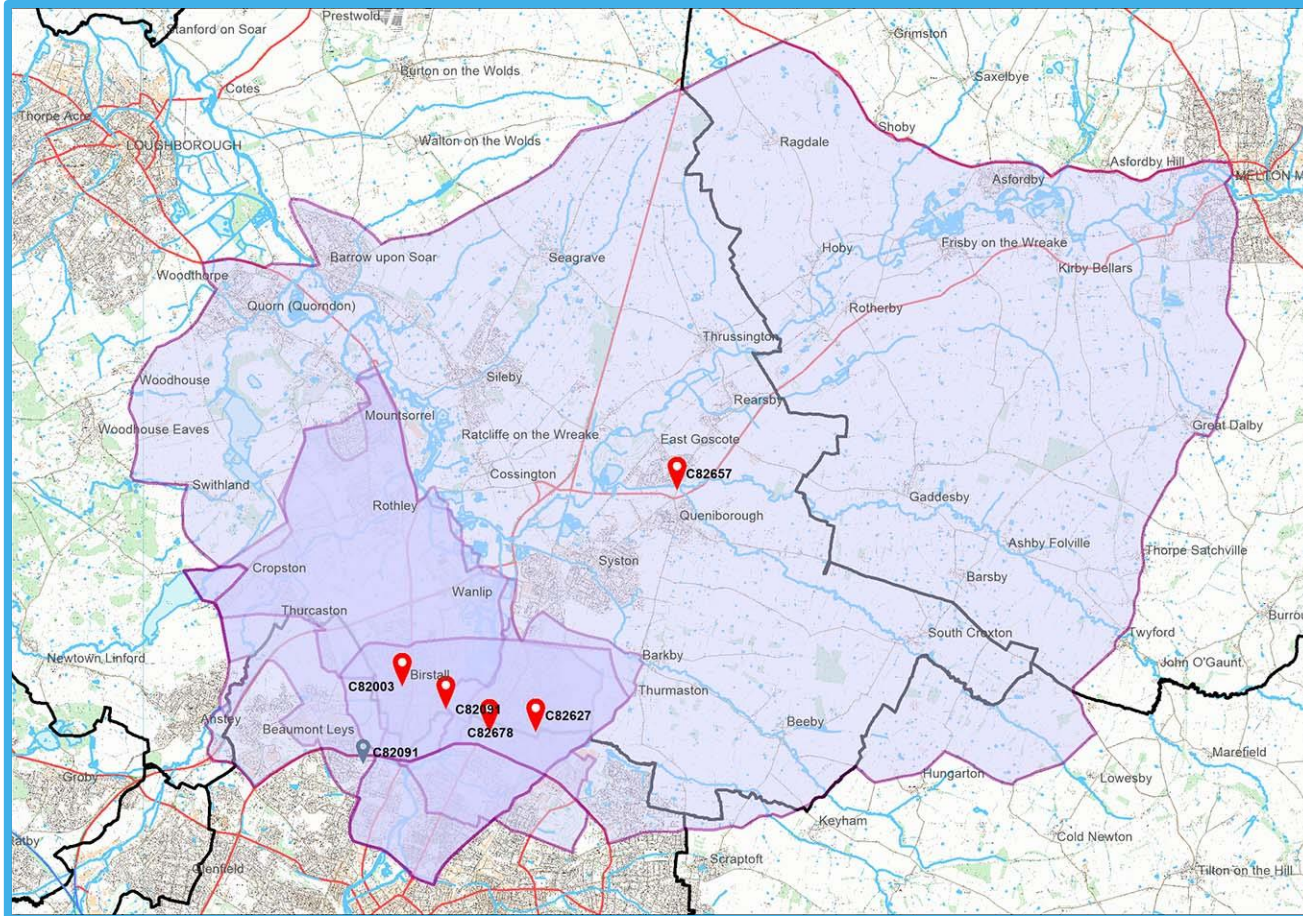 Prestwold
Stanford on Soar
Grimston
Burton on the Wolds
Saxelbye
Cotes
Thorpe Acre
Shoby
Walton on the Wolds
Ragdale
LOUGHBOROUGH
Asfordby Hill
MELTON M
Asfordby
Frisby on the Wreake
Hoby
Barrow upon Soar
Seagrave
Kirby Bellars
Woodthorpe
Quorn (Quorndon)
Rotherby
Thrussington
Woodhouse
Sileby
Rearsby
Mountsorrel
Woodhouse Eaves
Ratcliffe on the Wreake
East Goscote
Great Dalby
Cossington
C82657
Swithland
Gaddesby
Rothley
Queniborough
Ashby Folville
Thorpe Satchville
Syston
Cropston
Barsby
Wanlip
Thurcaston
Burrou
South Croxton
Twyford
Newtown Linford
Barkby
John O'Gaunt
Birstall
C82003
Thurmaston
C82091
C82627
Anstey
Beaumont Leys
C82678
Beeby
C82091
Marefield
Groby
Hungarton
Lowesby
Keyham
Cold Newton
atby
Glenfield
Scraptoft
Tilton on the Hill